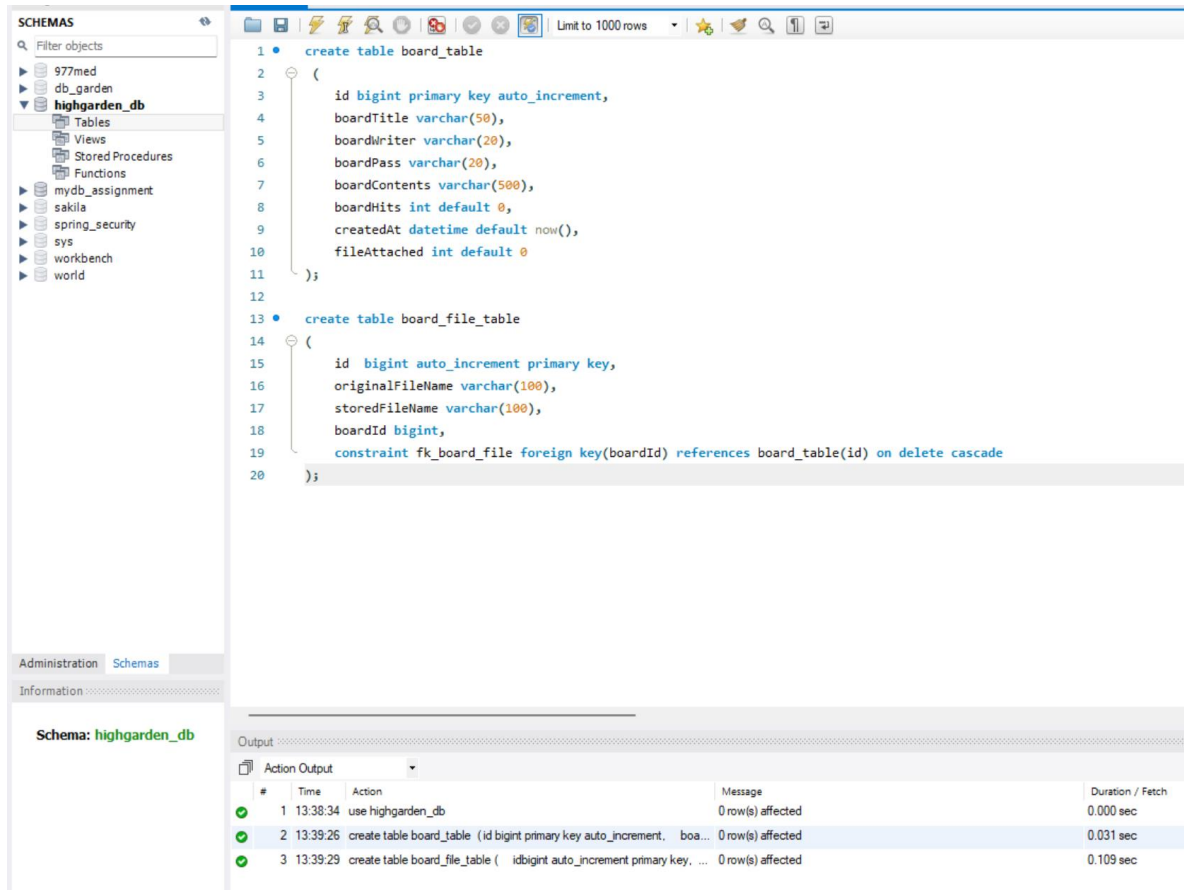 SCHEMAS
Filter objects
977med
db_garden
highgarden_db
Tables
Views
Stored Procedures
Functions
mydb_assignment
sakila
spring_security
sys
workbench
world
Administration Schemas
Information
Schema: highgarden_db
Limit to 1000 rows
1 create table board_table
2 (
3 id bigint primary key auto_increment,
4 boardTitle varchar(50),
5 boardWriter varchar(20),
6 boardPass varchar(20),
7 boardContents varchar(500),
8 boardHits int default 0,
9 createdAt datetime default now(),
10 fileAttached int default 0
11 );
12
13 create table board_file_table
14 (
15 id  bigint auto_increment primary key,
16 originalFileName varchar(100),
17 storedFileName varchar(100),
18 boardId bigint,
19 constraint fk_board_file foreign key(boardId) references board_table(id) on delete cascade
20 );
Output
Action Output
# Time Action Message Duration / Fetch
1 13:38:34 use highgarden_db 0 row(s) affected 0.000 sec
2 13:39:26 create table board_table (id bigint primary key auto_increment, boa... 0 row(s) affected 0.031 sec
3 13:39:29 create table board_file_table ( idbigint auto_increment primary key, ... 0 row(s) affected 0.109 sec